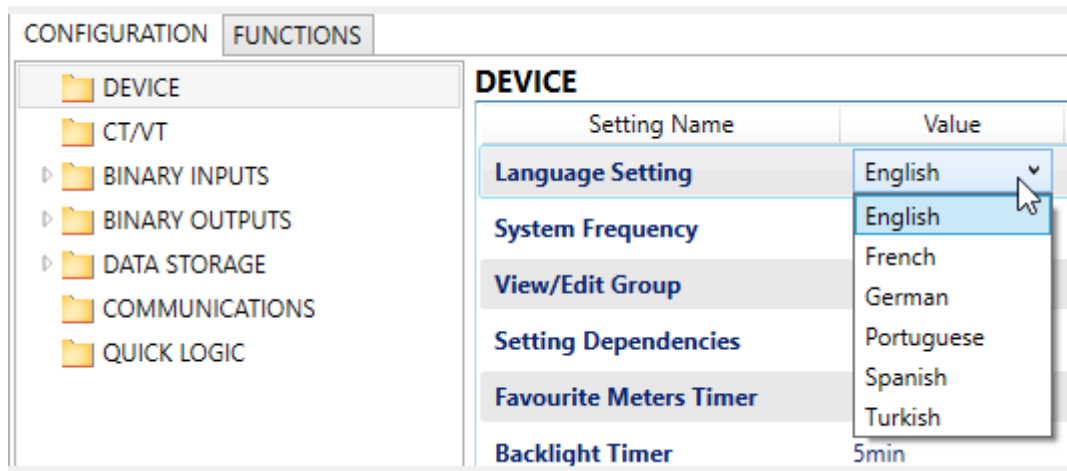 CONFIGURATION FUNCTIONS
DEVICE
CT/VT
BINARY INPUTS
BINARY OUTPUTS
DATA STORAGE
COMMUNICATIONS
QUICK LOGIC
DEVICE
Setting Name Value
Language Setting English
System Frequency
View/Edit Group
Setting Dependencies
Favourite Meters Timer
Backlight Timer 5min
English
French
German
Portuguese
Spanish
Turkish